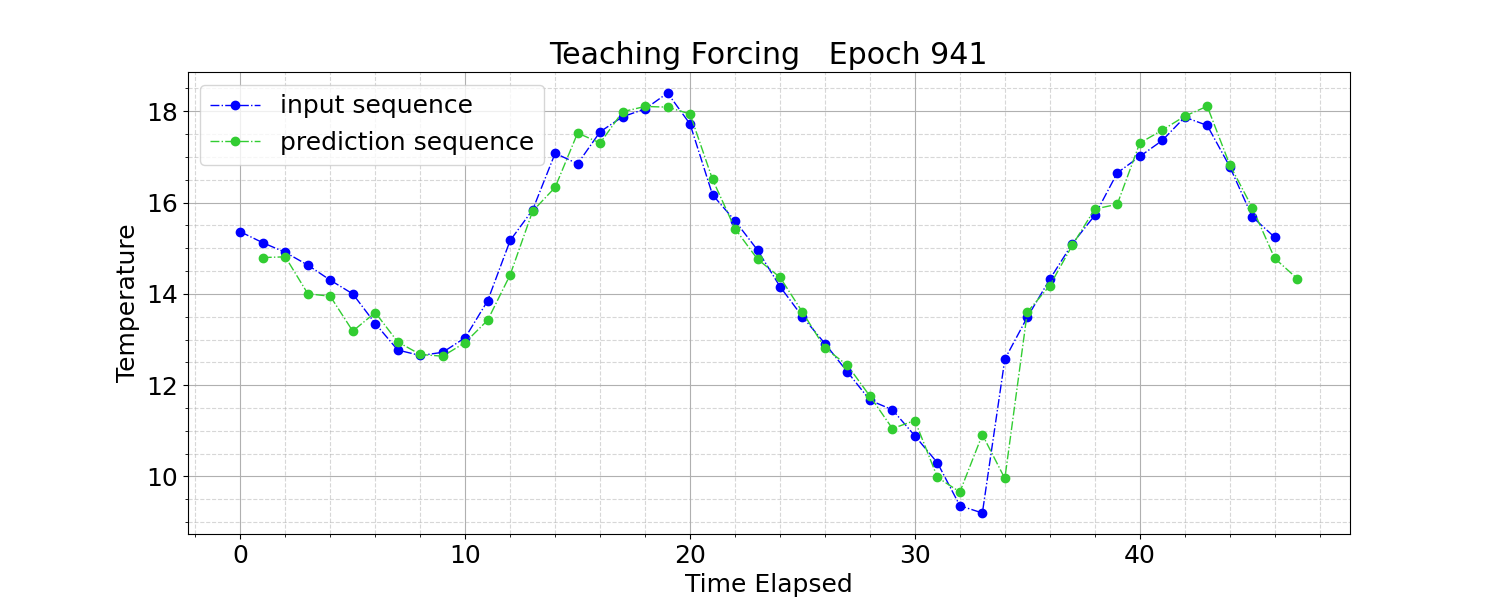 Teaching Forcing   Epoch 941
input sequence
prediction sequence
Temperature
18
16
14
12
10
0 10 20 30 40
Time Elapsed